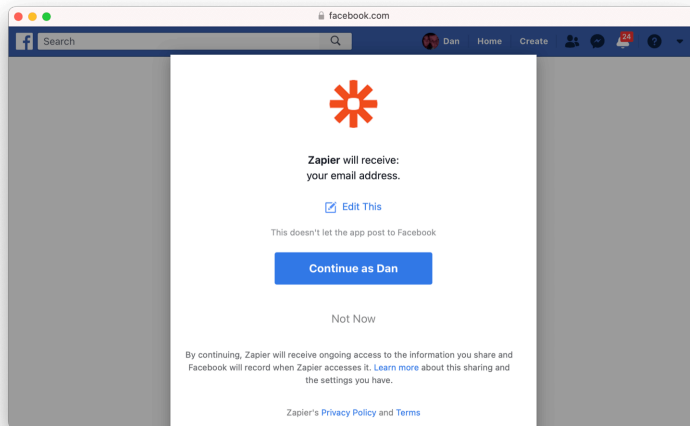 facebook.com
Search
Dan Home Create 24
Zapier will receive:
your email address.
Edit This
This doesn't let the app post to Facebook
Continue as Dan
Not Now
By continuing, Zapier will receive ongoing access to the information you share and
Facebook will record when Zapier accesses it. Learn more about this sharing and
the settings you have.
Zapier's Privacy Policy and Terms